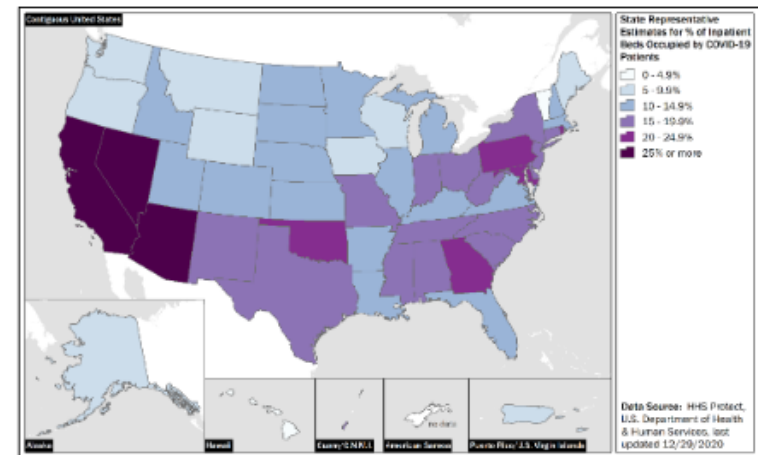 Contiguous United States
State Representative
Estimates for % of Inpatient
Beds Occupied by COVID-19
Patients
0 - 4.9%
5 - 9.9%
10 - 14.9%
15 - 19.9%
20 - 24.9%
25% or more
no data
Alaska
Hawaii
American Samoa
Puerto Rico/U.S. Virgin Islands
Data Source: HHS Protect,
U.S. Department of Health
& Human Services, last
updated 12/29/2020